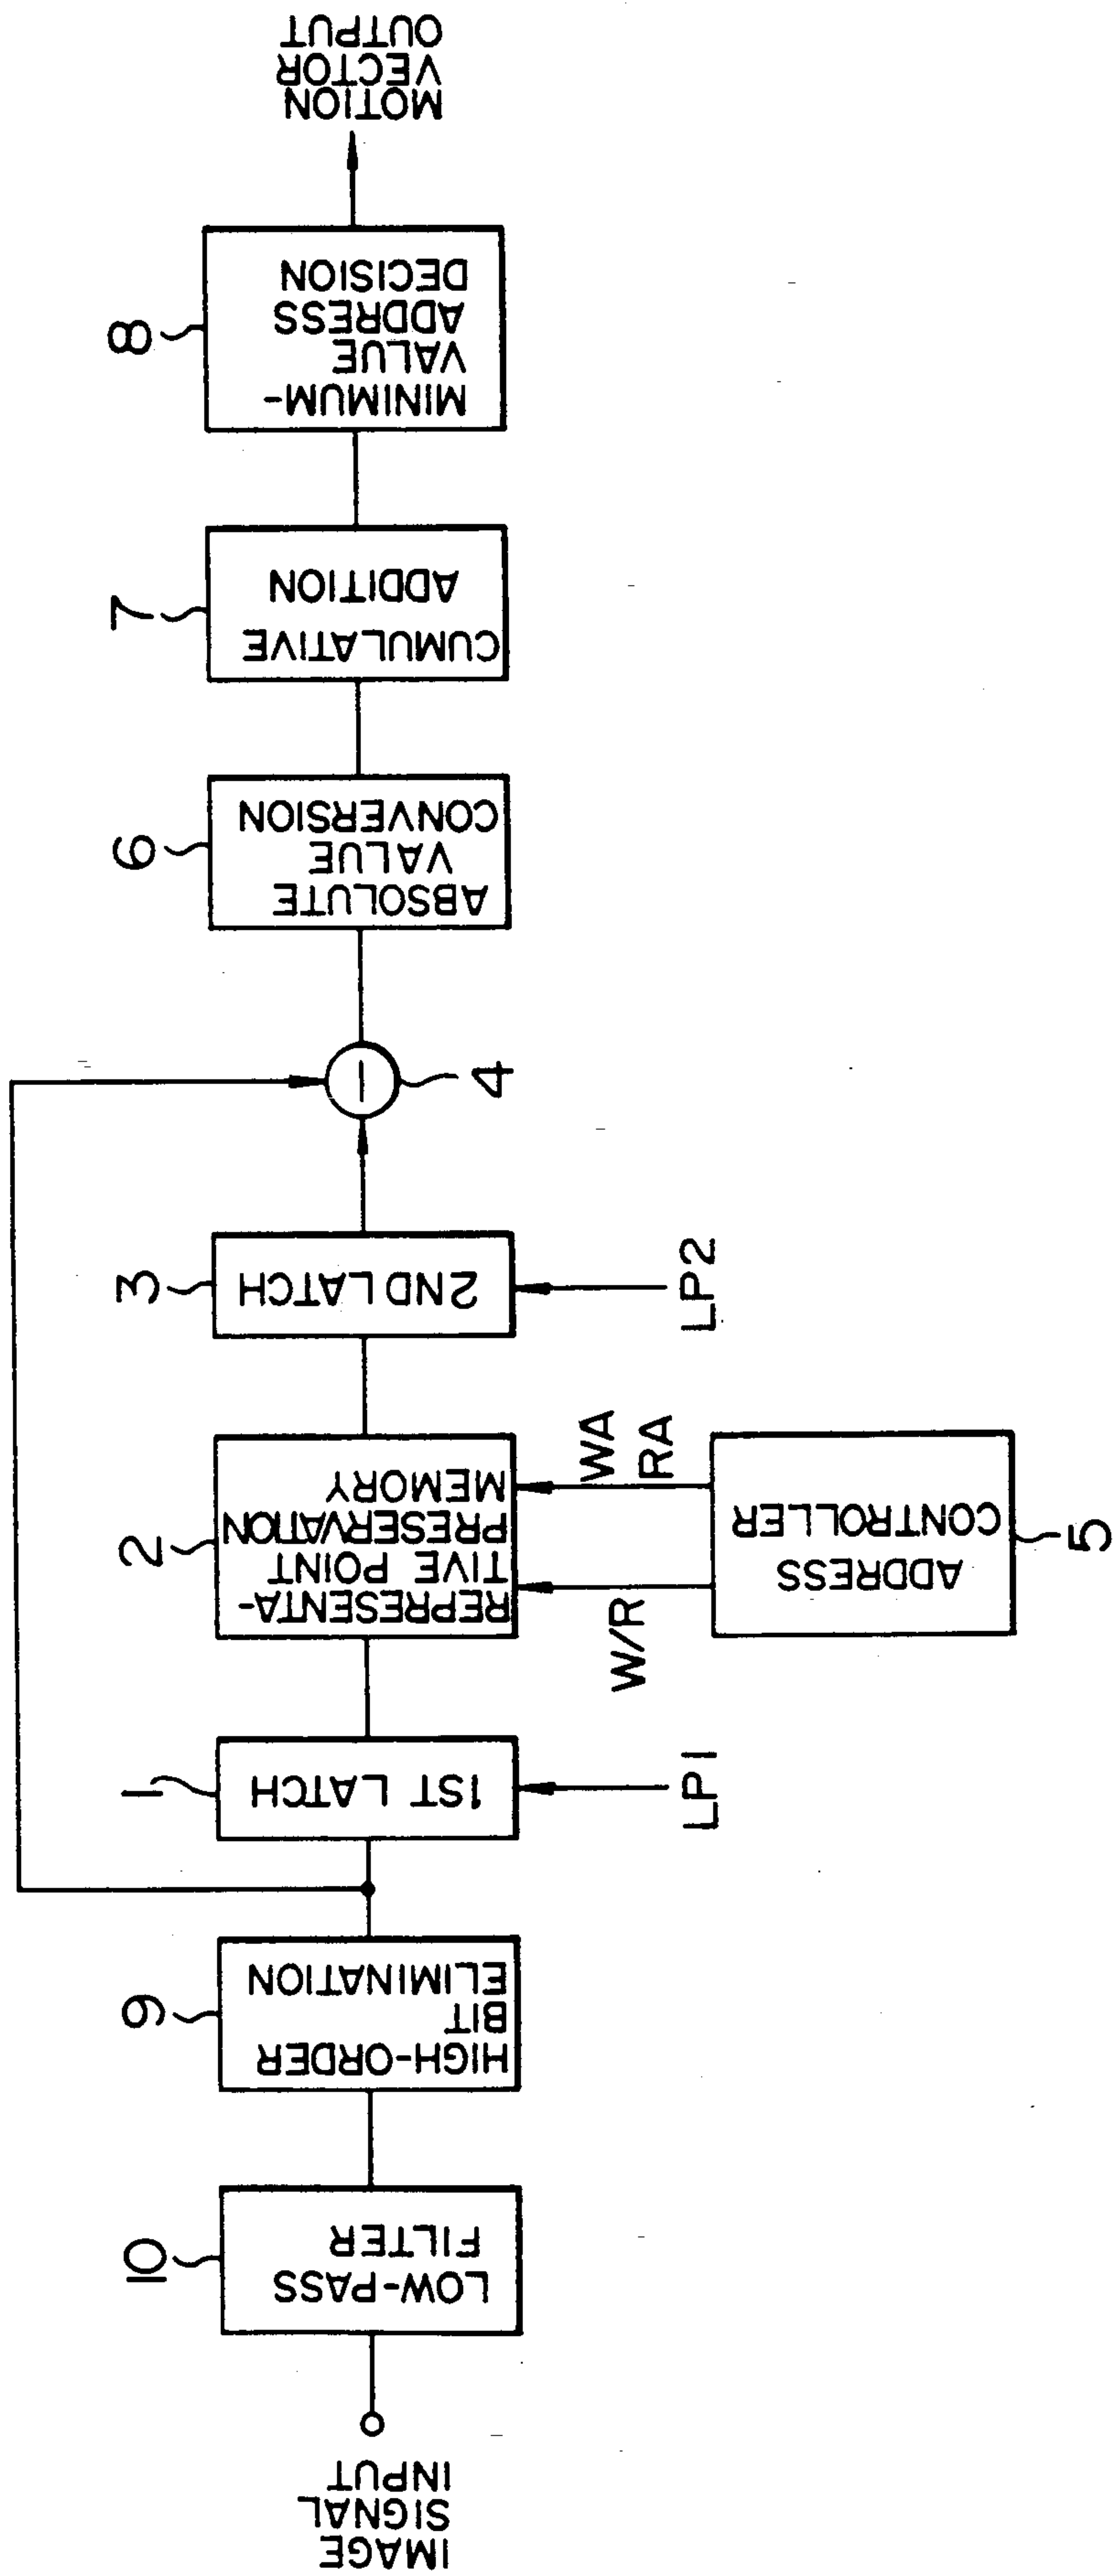 IMAGE
SIGNAL
INPUT
10
LOW-PASS
FILTER
9
HIGH-ORDER
BIT
ELIMINATION
1
1ST LATCH
LP1
2
REPRESENTA-
TIVE POINT
PRESERVATION
MEMORY
W/R
WA
RA
ADDRESS
CONTROLLER
5
3
2ND LATCH
LP2
4
6
ABSOLUTE
VALUE
CONVERSION
7
CUMULATIVE
ADDITION
8
MINIMUM-
VALUE
ADDRESS
DECISION
MOTION
VECTOR
OUTPUT